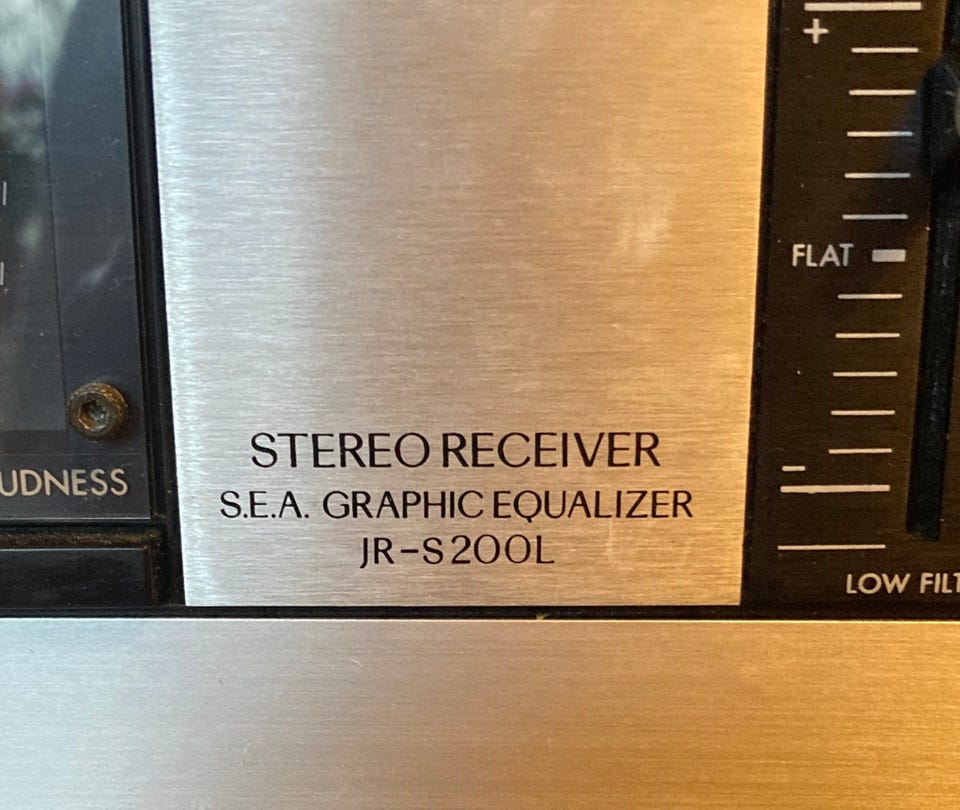 +
FLAT
-
UDNESS
STEREO RECEIVER
S.E.A. GRAPHIC EQUALIZER
JR-S200L
LOW FILT